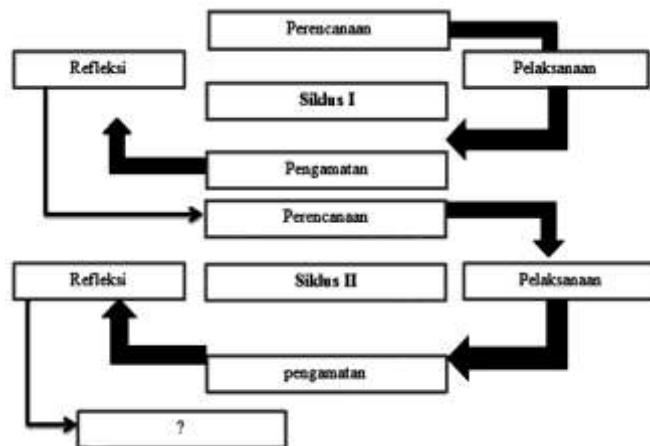 Perencanaan
Refleksi
Pelaksanaan
Siklus I
Pengamatan
Perencanaan
Refleksi
Siklus II
Pelaksanaan
pengamatan
?